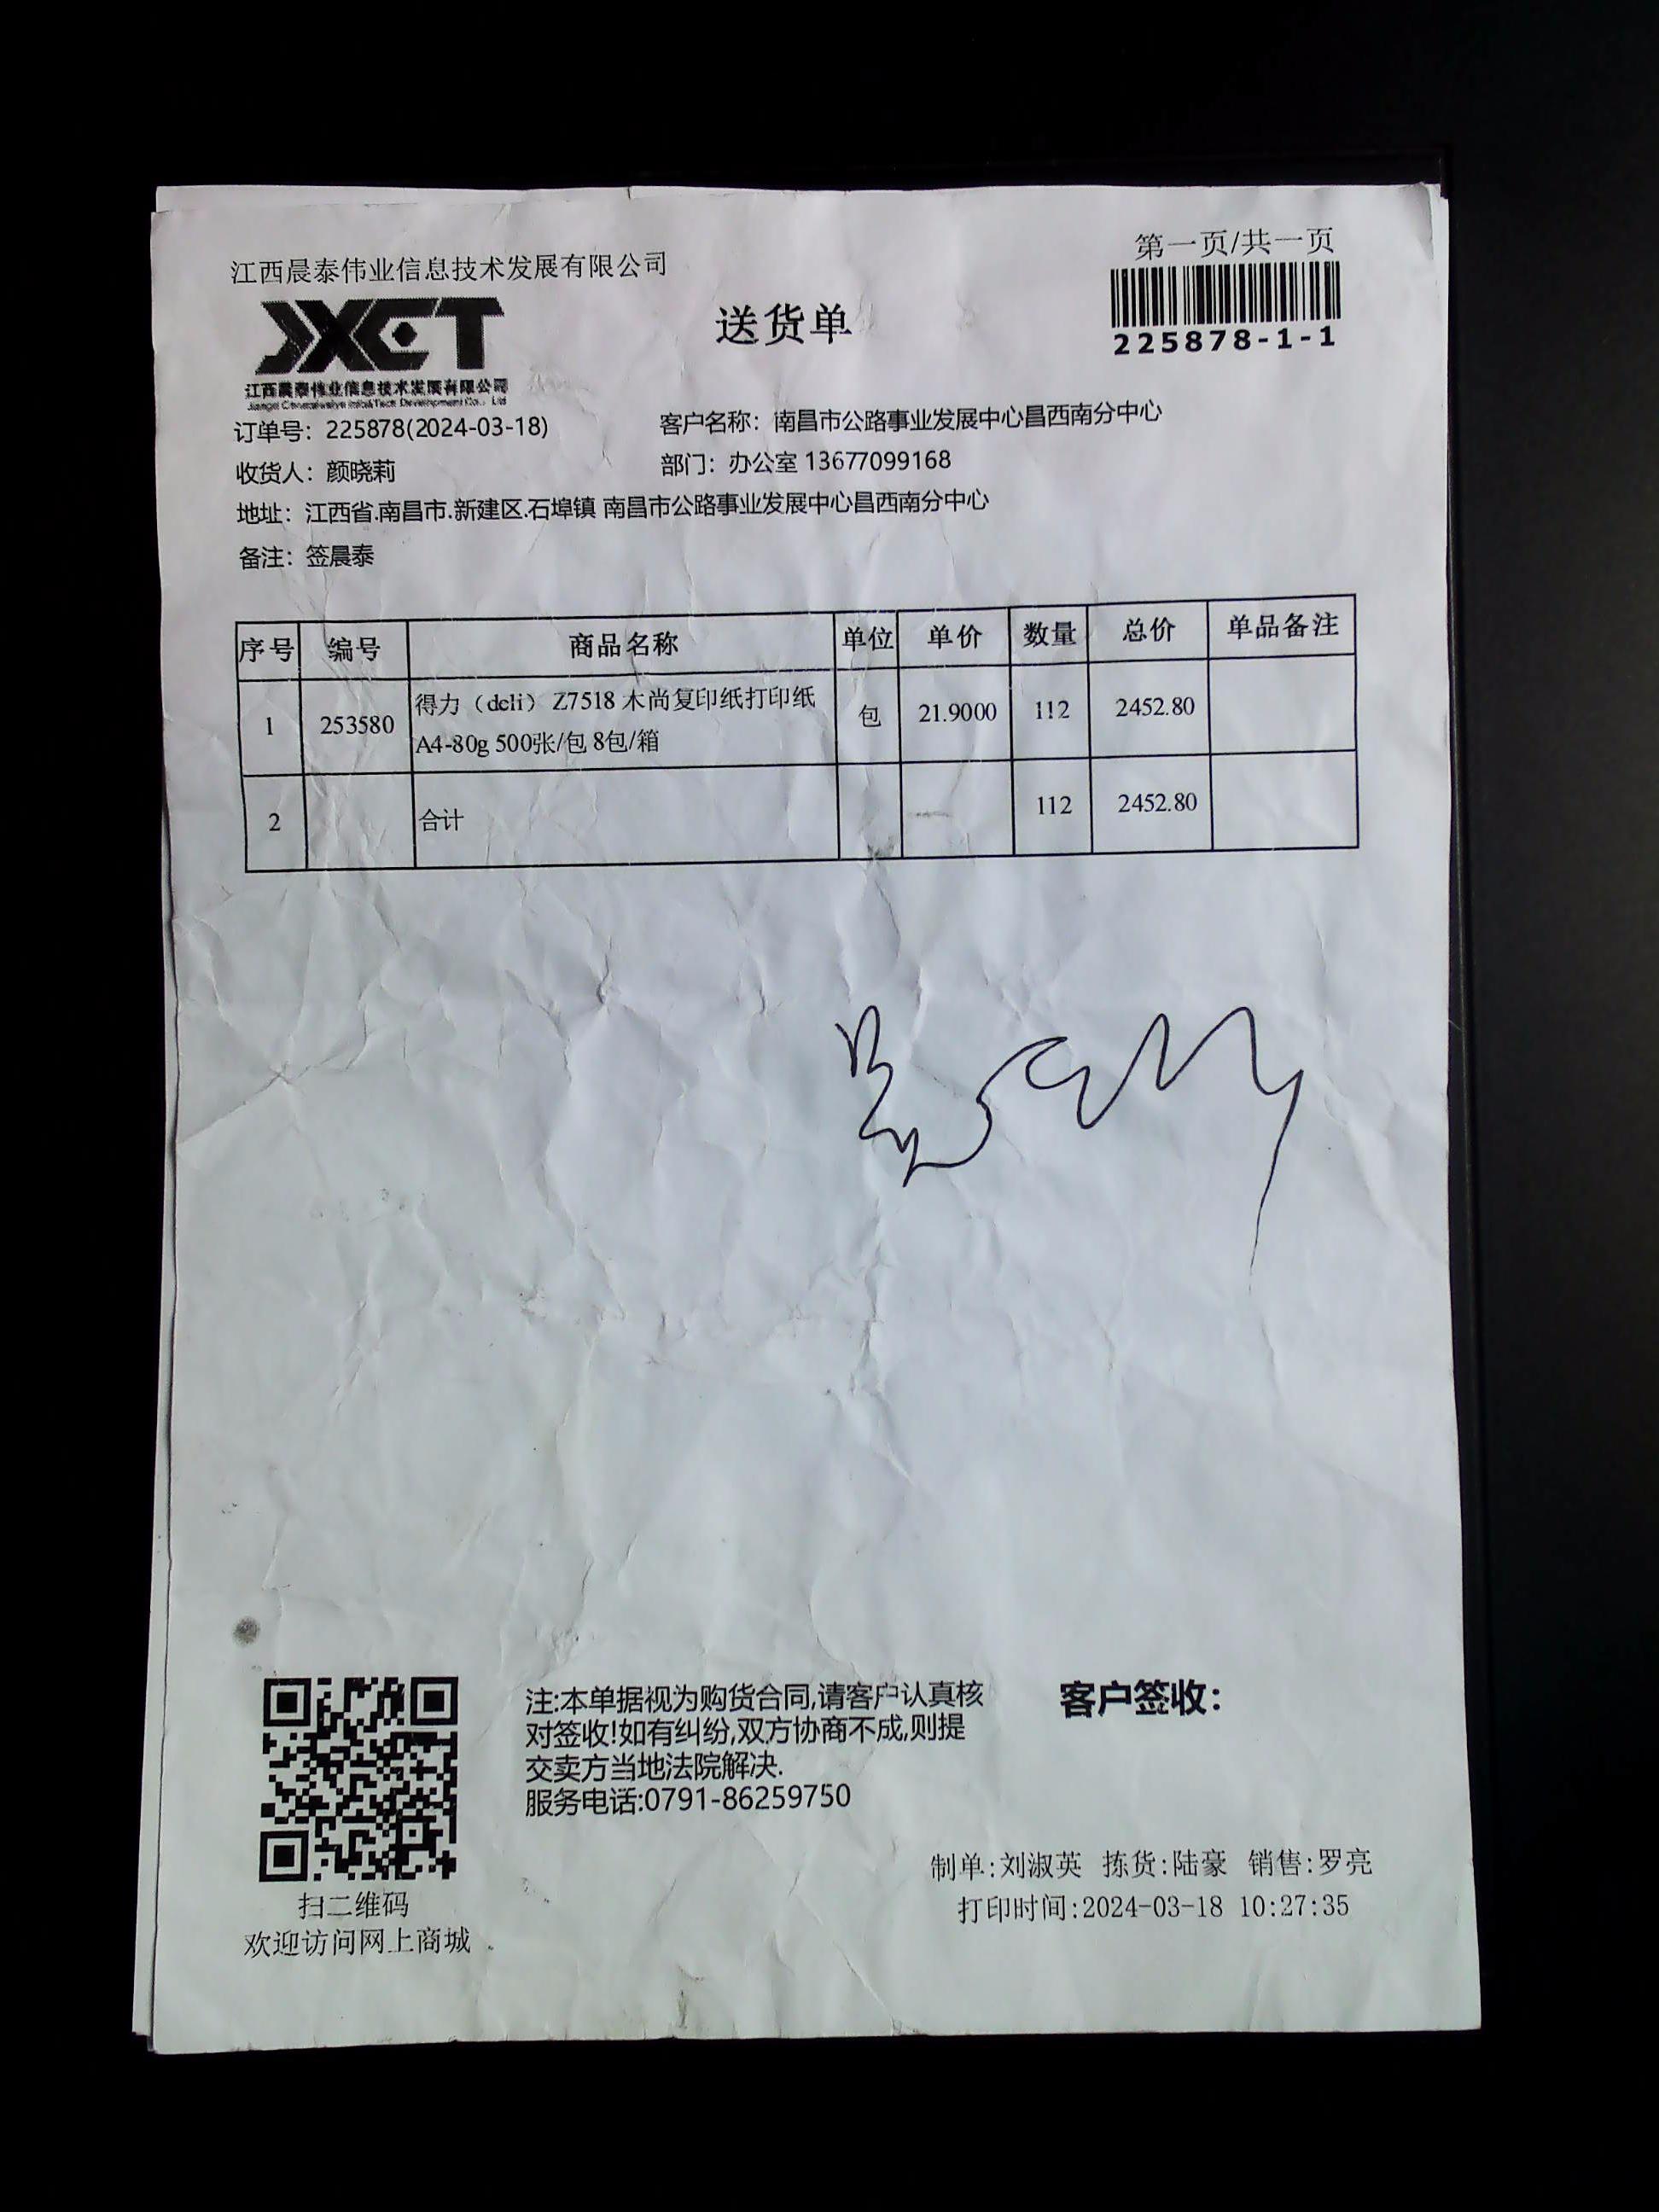 第一页/共一页
江西晨泰伟业信息技术发展有限公司
JXCT
送货单
225878-1-1
江西晨泰伟业信息技术发展有限公司
订单号：225878(2024-03-18)
客户名称：南昌市公路事业发展中心昌西南分中心
收货人：颜晓莉
部门：办公室 13677099168
地址：江西省.南昌市.新建区.石埠镇 南昌市公路事业发展中心昌西南分中心
备注：签晨泰
序号 编号 商品名称 单位 单价 数量 总价 单品备注
1 253580 得力（deli） Z7518 木尚复印纸打印纸 包 21.9000 112 2452.80
A4-80g 500张/包 8包/箱
2 合计 112 2452.80
注:本单据视为购货合同,请客户认真核
对签收!如有纠纷,双方协商不成,则提
交卖方当地法院解决.
服务电话:0791-86259750
客户签收：
制单:刘淑英 拣货:陆豪 销售:罗亮
打印时间:2024-03-18 10:27:35
扫二维码
欢迎访问网上商城